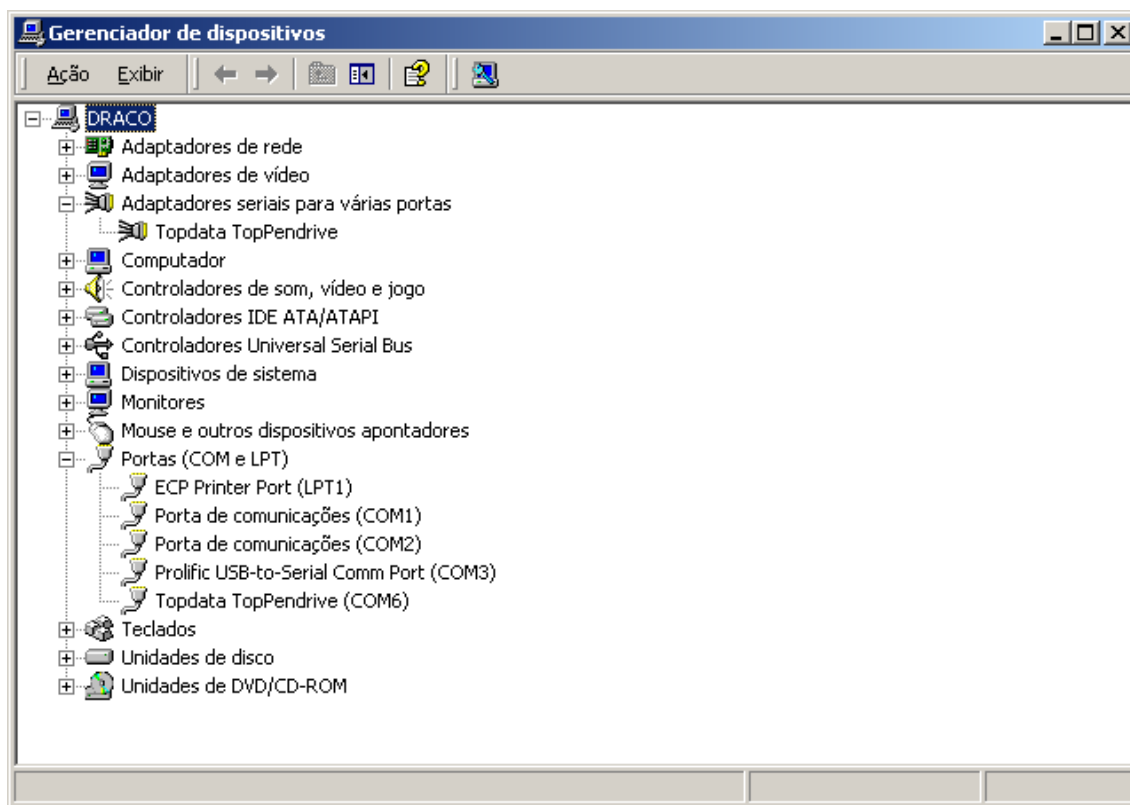 Gerenciador de dispositivos
Ação Exibir
DRACO
Adaptadores de rede
Adaptadores de vídeo
Adaptadores seriais para várias portas
Topdata TopPendrive
Computador
Controladores de som, vídeo e jogo
Controladores IDE ATA/ATAPI
Controladores Universal Serial Bus
Dispositivos de sistema
Monitores
Mouse e outros dispositivos apontadores
Portas (COM e LPT)
ECP Printer Port (LPT1)
Porta de comunicações (COM1)
Porta de comunicações (COM2)
Prolific USB-to-Serial Comm Port (COM3)
Topdata TopPendrive (COM6)
Teclados
Unidades de disco
Unidades de DVD/CD-ROM